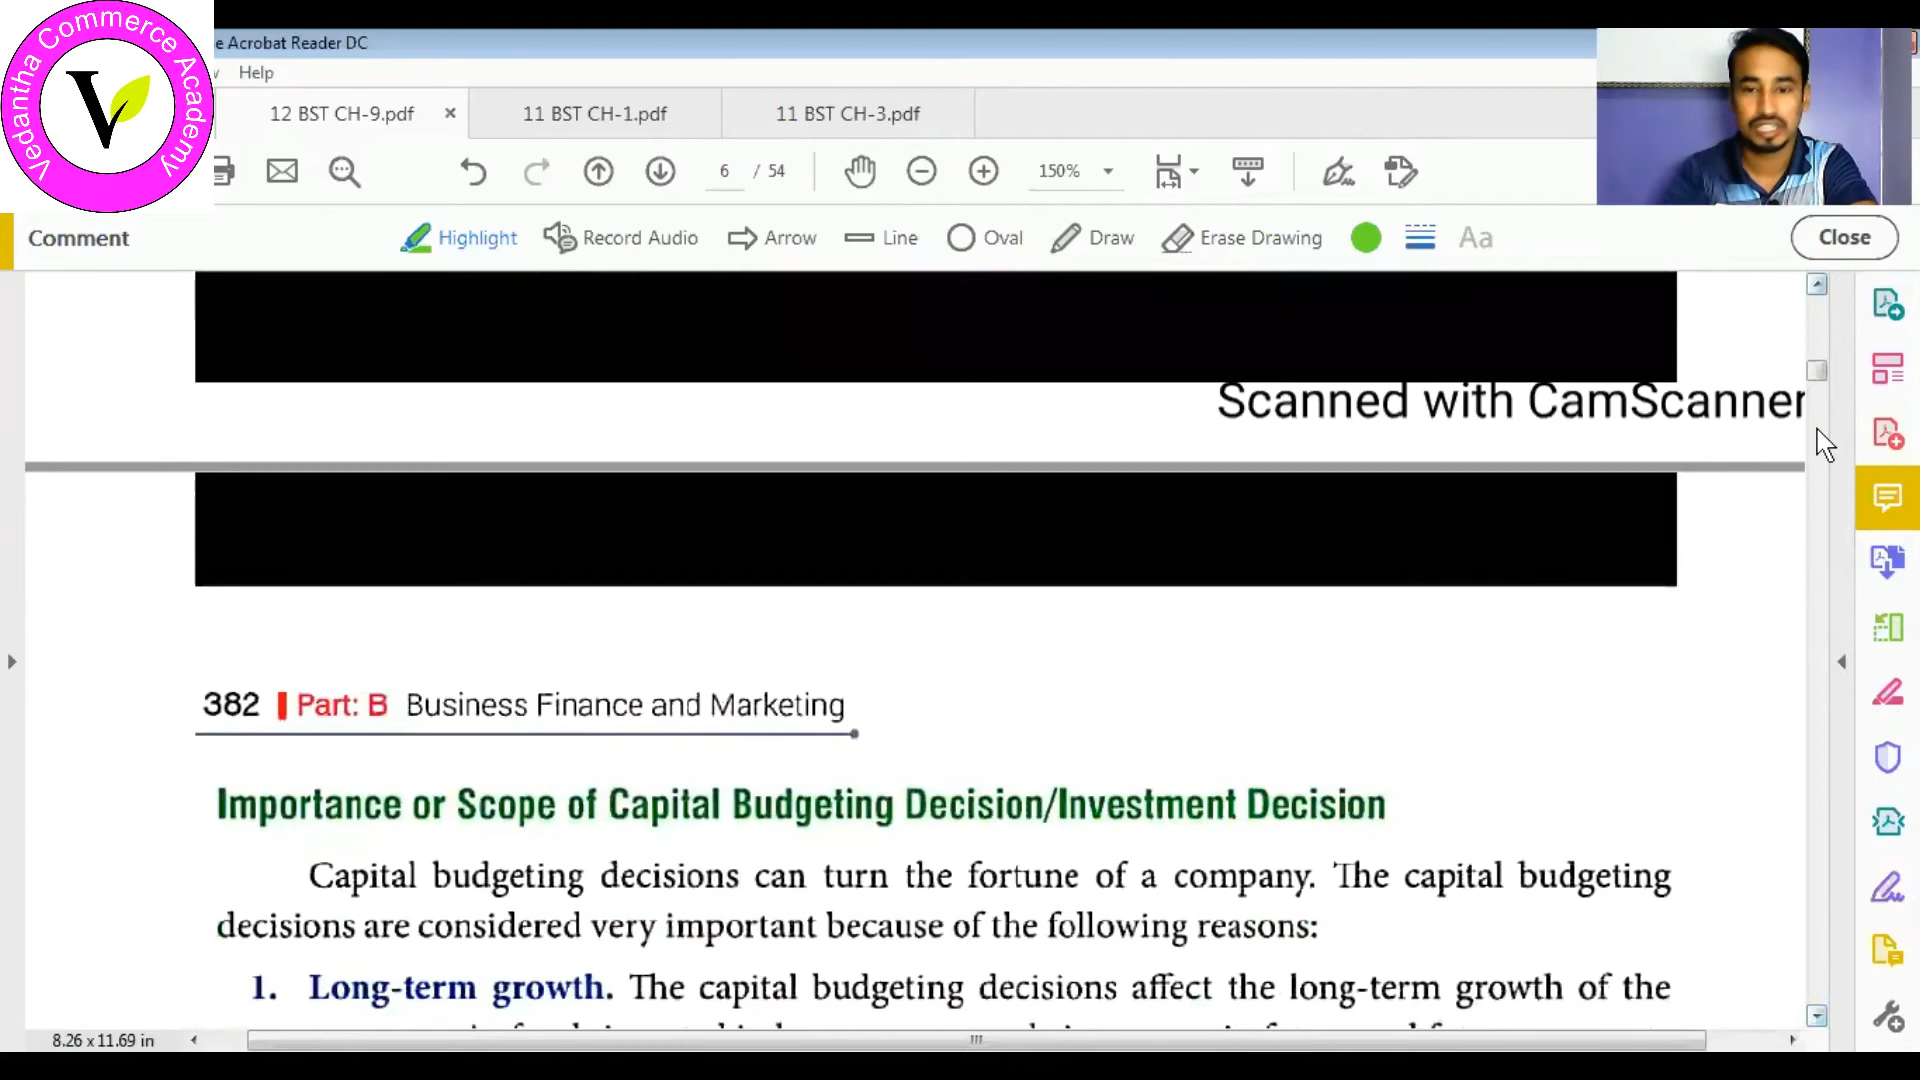 Vedantha Commerce Academy
V
e Acrobat Reader DC
w Help
12 BST CH-9.pdf × 11 BST CH-1.pdf 11 BST CH-3.pdf
6 / 54 150%
Comment Highlight Record Audio Arrow Line Oval Draw Erase Drawing Aa Close
Scanned with CamScanner
382 Part: B Business Finance and Marketing
Importance or Scope of Capital Budgeting Decision/Investment Decision
Capital budgeting decisions can turn the fortune of a company. The capital budgeting
decisions are considered very important because of the following reasons:
1. Long-term growth. The capital budgeting decisions affect the long-term growth of the
8.26 x 11.69 in